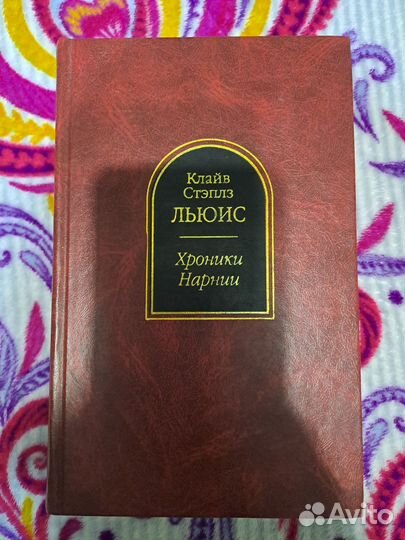 Клайв
Стэплз
ЛЬЮИС
Хроники
Нарнии
Avito